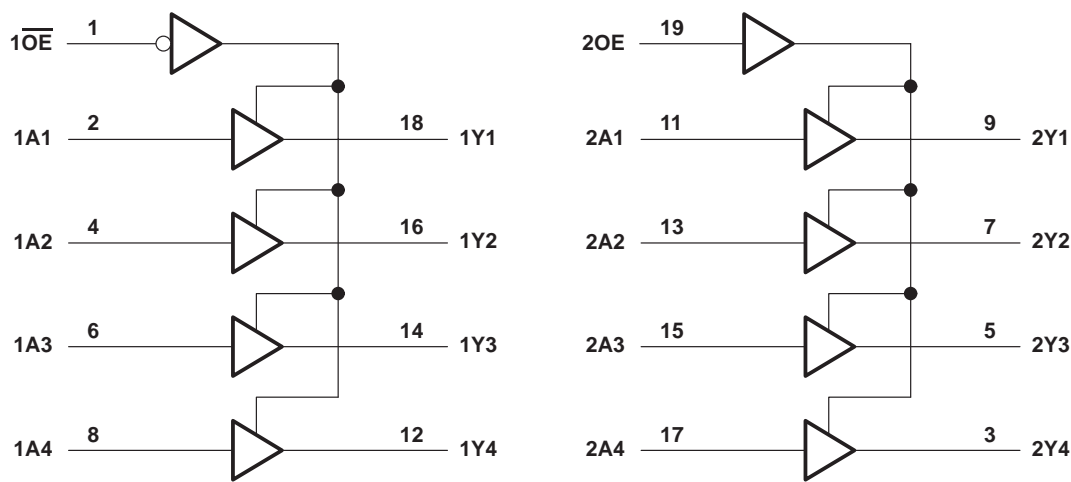 1O̅E̅ 1
1A1 2 18 1Y1
1A2 4 16 1Y2
1A3 6 14 1Y3
1A4 8 12 1Y4
2OE 19
2A1 11 9 2Y1
2A2 13 7 2Y2
2A3 15 5 2Y3
2A4 17 3 2Y4